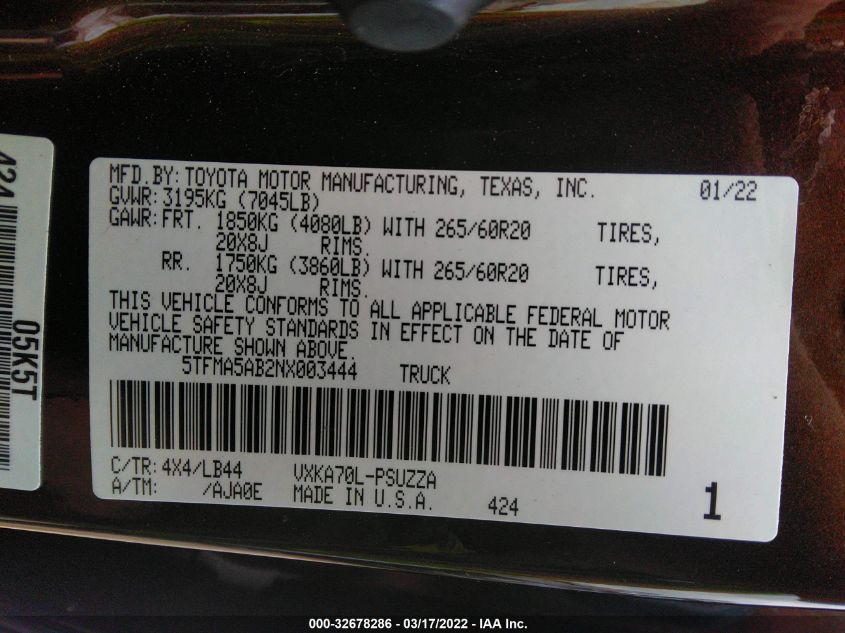 MFD.BY: TOYOTA MOTOR MANUFACTURING, TEXAS, INC. 01/22
GVWR: 3195KG (7045LB)
GAWR: FRT. 1850KG (4080LB) WITH 265/60R20 TIRES,
20X8J RIMS.
RR. 1750KG (3860LB) WITH 265/60R20 TIRES,
20X8J RIMS.
THIS VEHICLE CONFORMS TO ALL APPLICABLE FEDERAL MOTOR
VEHICLE SAFETY STANDARDS IN EFFECT ON THE DATE OF
MANUFACTURE SHOWN ABOVE.
5TFMA5AB2NX003444 TRUCK
C/TR: 4X4/LB44 VXKA70L-PSUZZA
A/TM: /AJA0E MADE IN U.S.A. 424 1
424
05K5T
000-32678286 - 03/17/2022 - IAA Inc.